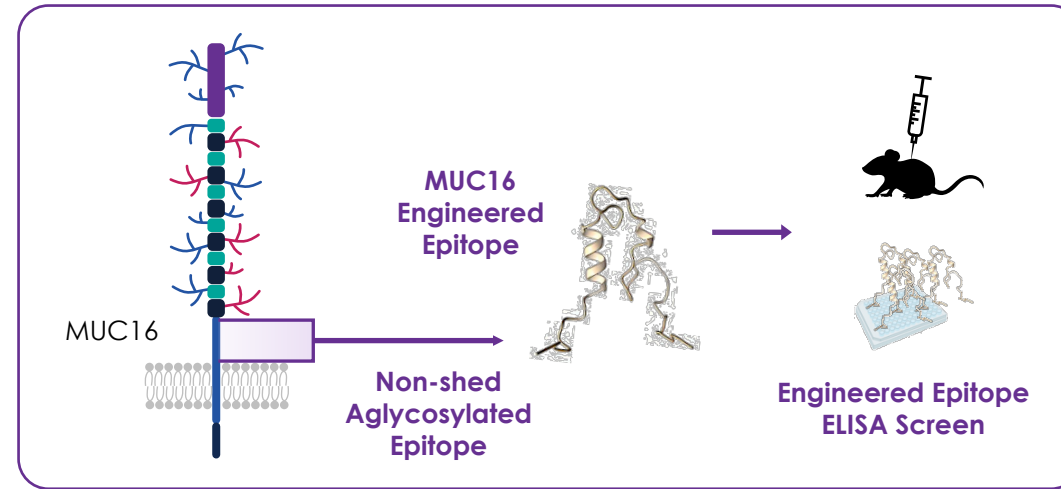 MUC16
Engineered
Epitope
MUC16
Non-shed
Aglycosylated
Epitope
Engineered Epitope
ELISA Screen